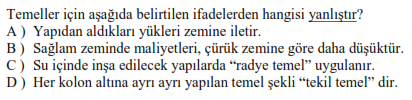 Temeller için aşağıda belirtilen ifadelerden hangisi yanlıştır?
A ) Yapıdan aldıkları yükleri zemine iletir.
B ) Sağlam zeminde maliyetleri, çürük zemine göre daha düşüktür.
C ) Su içinde inşa edilecek yapılarda “radye temel” uygulanır.
D ) Her kolon altına ayrı ayrı yapılan temel şekli “tekil temel” dir.